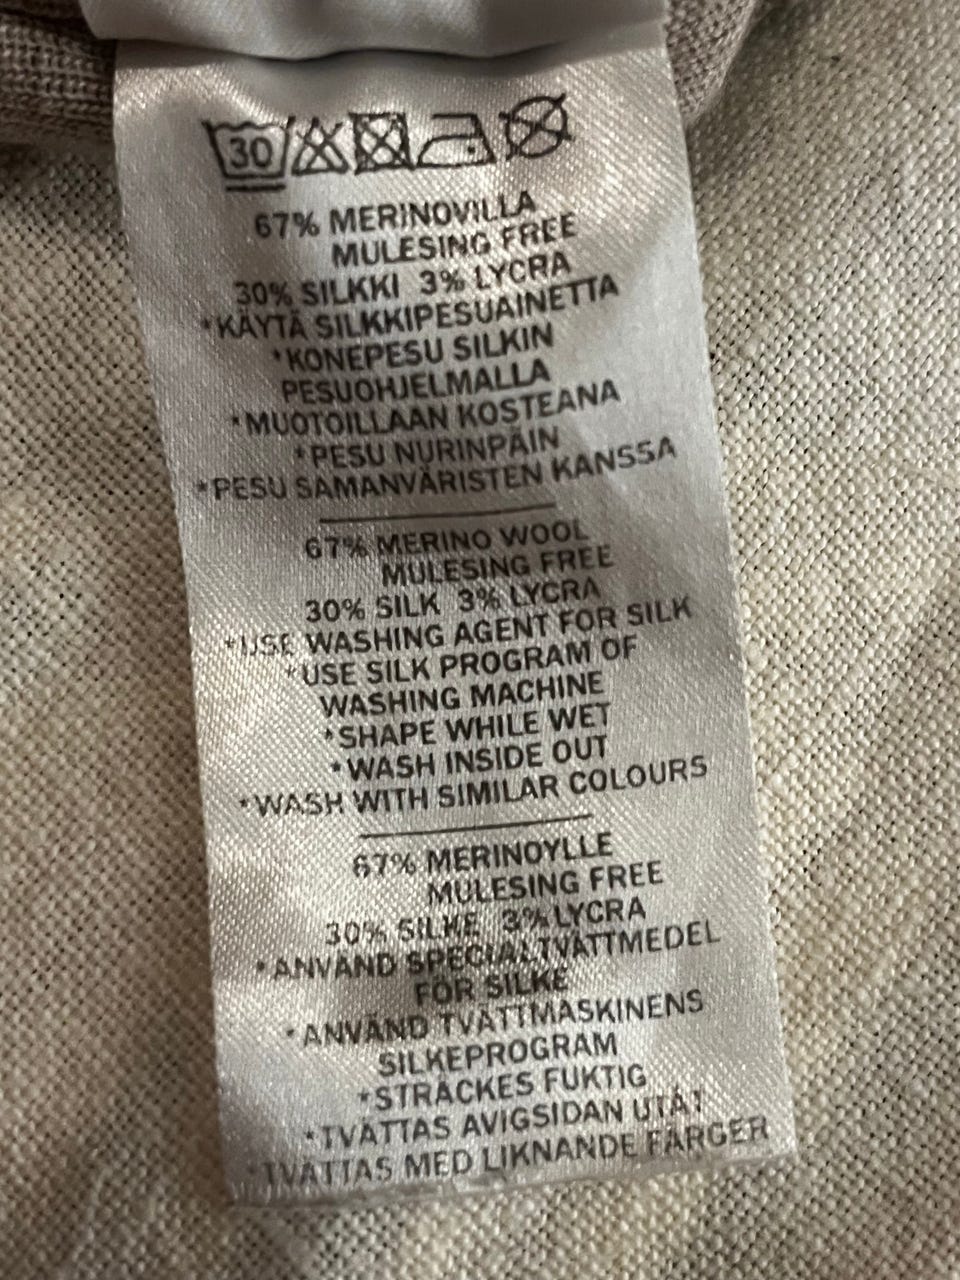 30
67% MERINOVILLA
MULESING FREE
30% SILKKI 3% LYCRA
*KÄYTÄ SILKKIPESUAINETTA
*KONEPESU SILKIN
PESUOHJELMALLA
*MUOTOILLAAN KOSTEANA
*PESU NURINPÄIN
*PESU SAMANVÄRISTEN KANSSA
67% MERINO WOOL
MULESING FREE
30% SILK 3% LYCRA
*USE WASHING AGENT FOR SILK
*USE SILK PROGRAM OF
WASHING MACHINE
*SHAPE WHILE WET
*WASH INSIDE OUT
*WASH WITH SIMILAR COLOURS
67% MERINOYLLE
MULESING FREE
30% SILKE 3% LYCRA
*ANVÄND SPECIALTVÄTTMEDEL
FÖR SILKE
*ANVÄND TVÄTTMASKINENS
SILKEPROGRAM
*STRÄCKES FUKTIG
*TVÄTTAS AVIGSIDAN UTÅT
*TVÄTTAS MED LIKNANDE FÄRGER